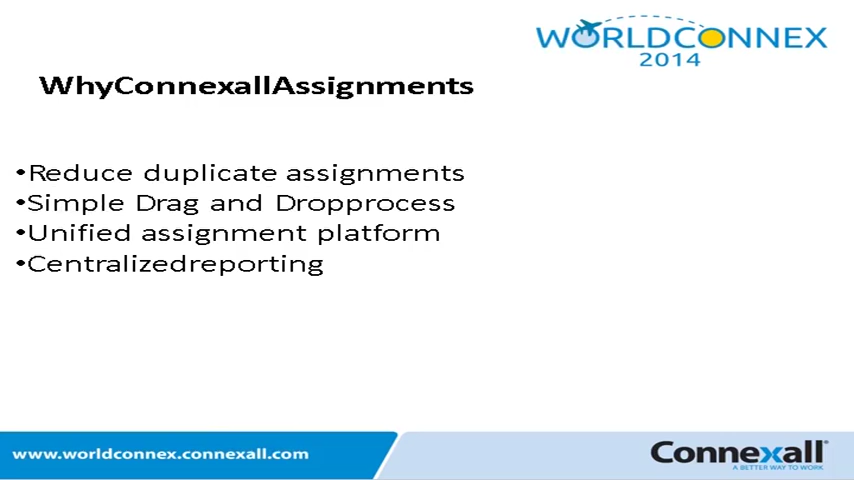 WORLDCONNEX
2014
WhyConnexallAssignments
•Reduce duplicate assignments
•Simple Drag and Dropprocess
•Unified assignment platform
•Centralizedreporting
www.worldconnex.connexall.com
Connexall®
A BETTER WAY TO WORK